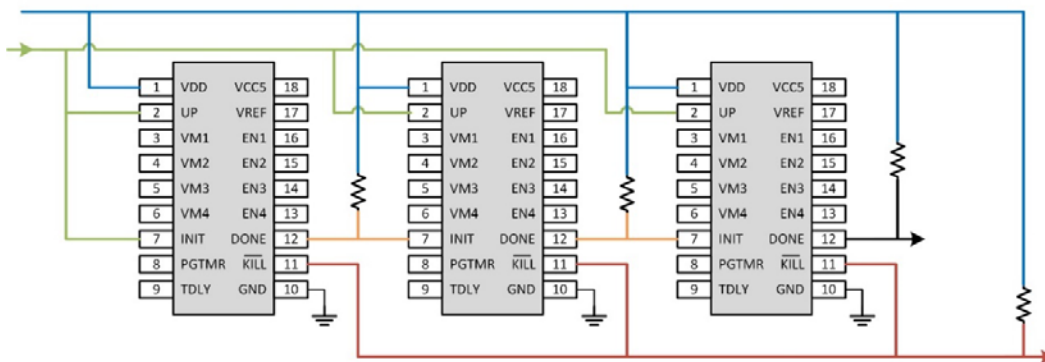 1 VDD VCC5 18 1 VDD VCC5 18 1 VDD VCC5 18
2 UP VREF 17 2 UP VREF 17 2 UP VREF 17
3 VM1 EN1 16 3 VM1 EN1 16 3 VM1 EN1 16
4 VM2 EN2 15 4 VM2 EN2 15 4 VM2 EN2 15
5 VM3 EN3 14 5 VM3 EN3 14 5 VM3 EN3 14
6 VM4 EN4 13 6 VM4 EN4 13 6 VM4 EN4 13
7 INIT DONE 12 7 INIT DONE 12 7 INIT DONE 12
8 PGTMR KILL 11 8 PGTMR KILL 11 8 PGTMR KILL 11
9 TDLY GND 10 9 TDLY GND 10 9 TDLY GND 10